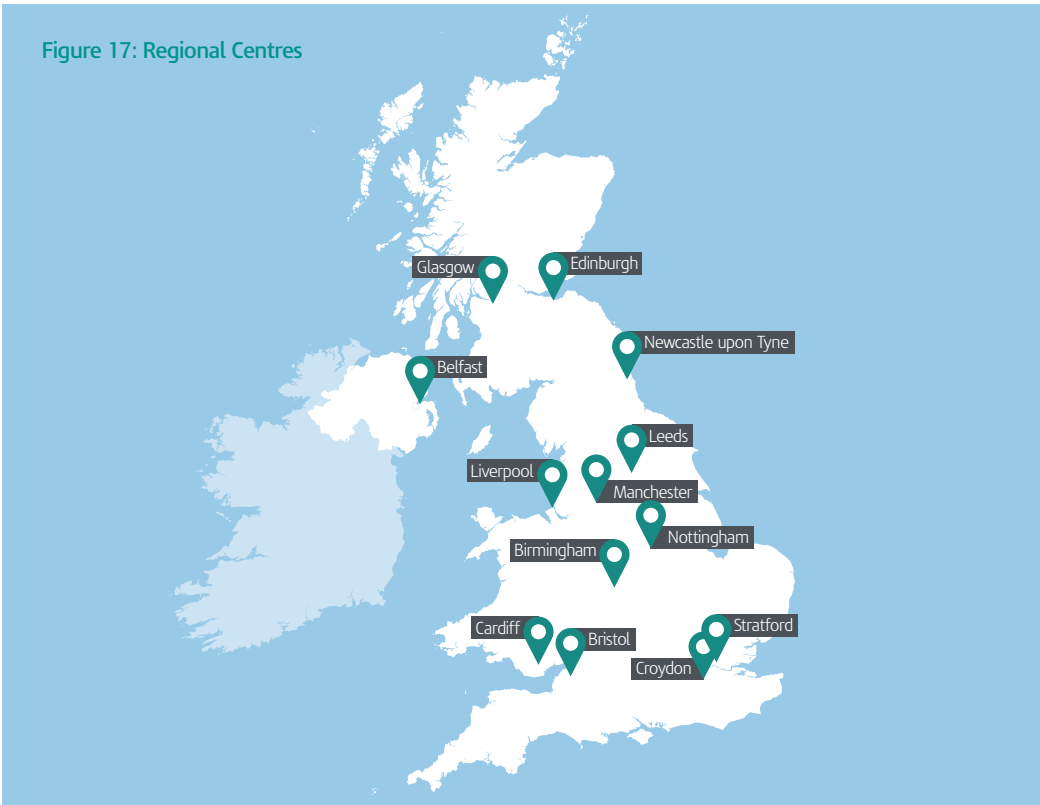 Figure 17: Regional Centres
Glasgow
Edinburgh
Newcastle upon Tyne
Belfast
Leeds
Liverpool
Manchester
Nottingham
Birmingham
Cardiff
Bristol
Stratford
Croydon